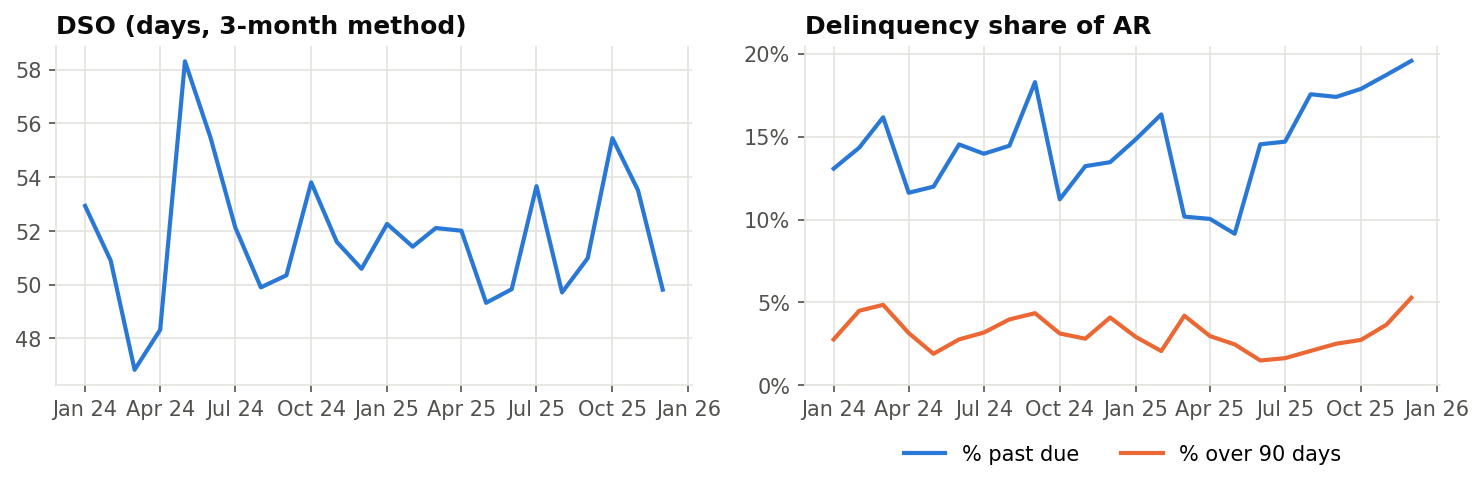 DSO (days, 3-month method)
58
56
54
52
50
48
Jan 24 Apr 24 Jul 24 Oct 24 Jan 25 Apr 25 Jul 25 Oct 25 Jan 26
Delinquency share of AR
20%
15%
10%
5%
0%
Jan 24 Apr 24 Jul 24 Oct 24 Jan 25 Apr 25 Jul 25 Oct 25 Jan 26
% past due % over 90 days